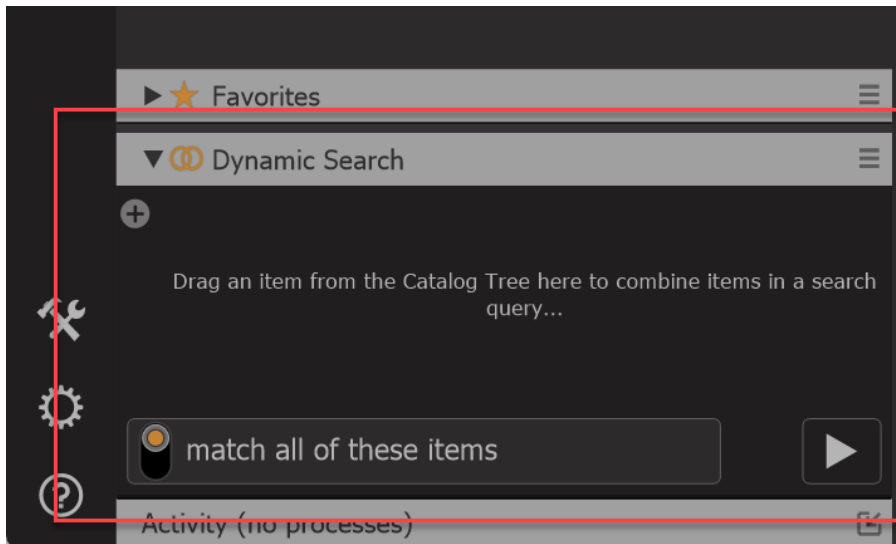 Favorites
Dynamic Search
Drag an item from the Catalog Tree here to combine items in a search
query...
match all of these items
Activity (no processes)